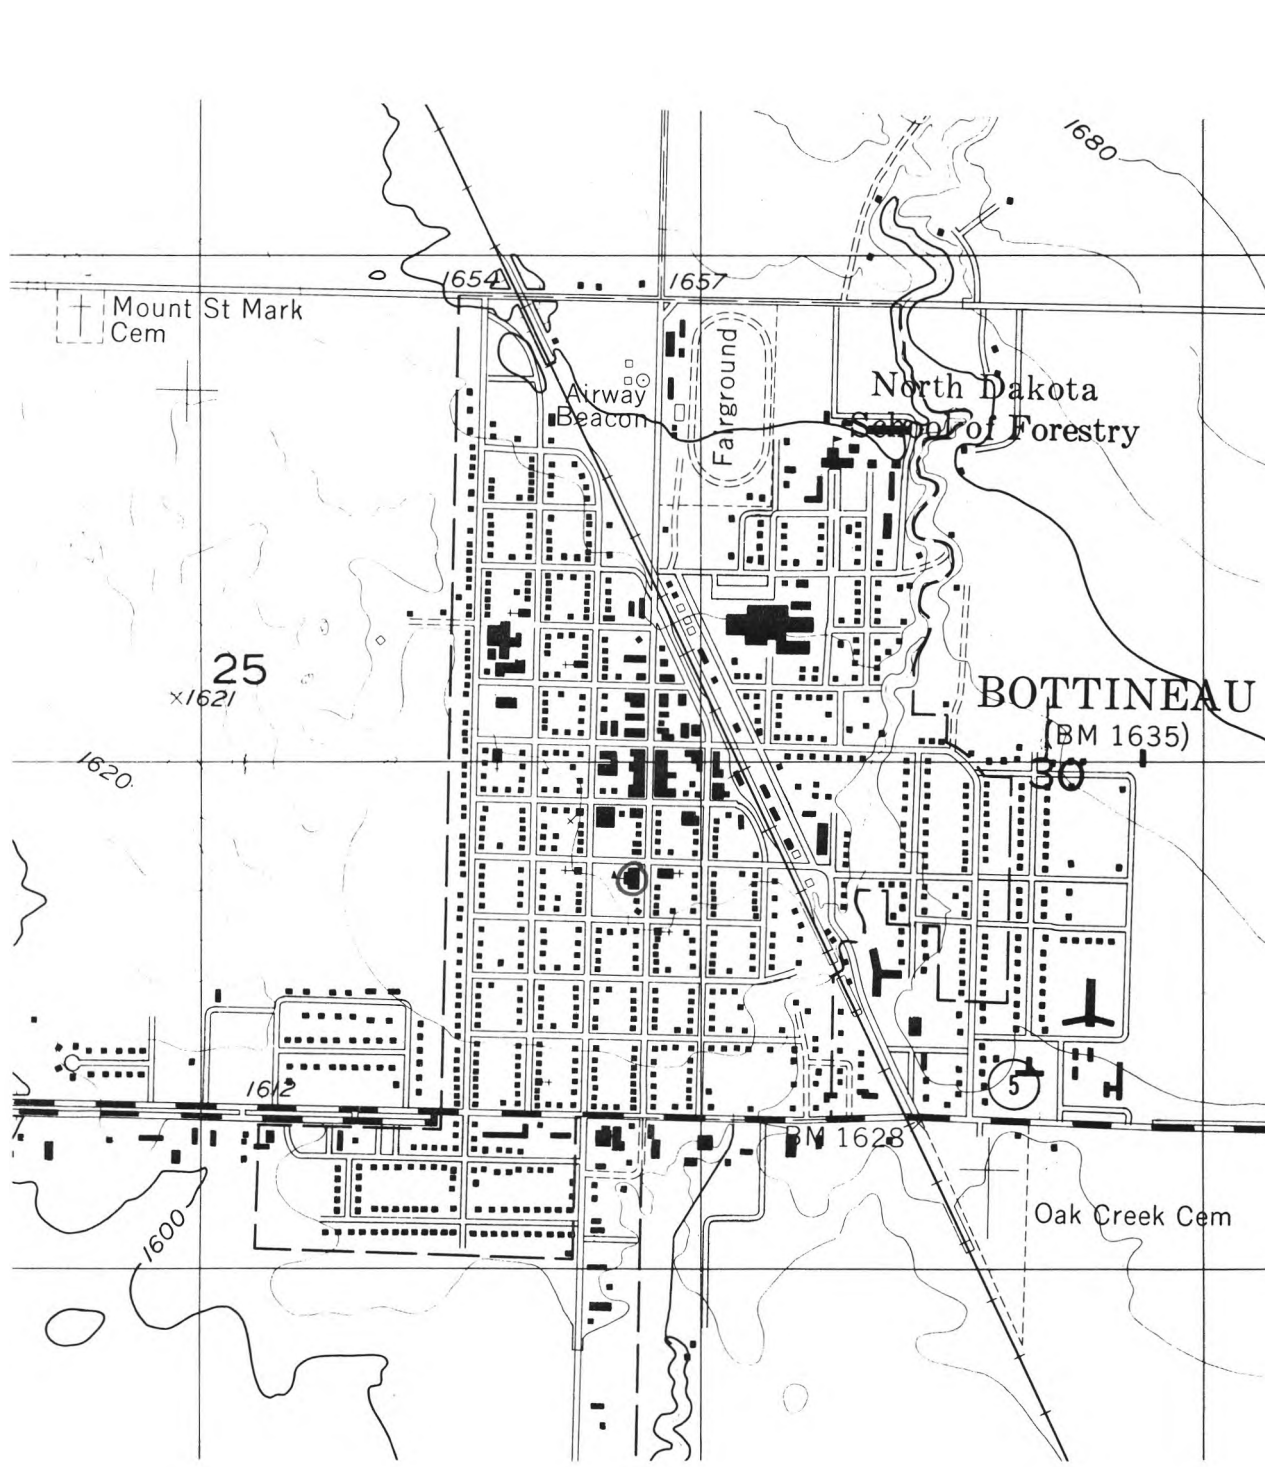 1680
1654
1657
Mount St Mark
Cem
Fairground
Airway
Beacon
North Dakota
School of Forestry
25
×1621
BOTTINEAU
(BM 1635)
1620
30
5
1612
BM 1628
Oak Creek Cem
1600